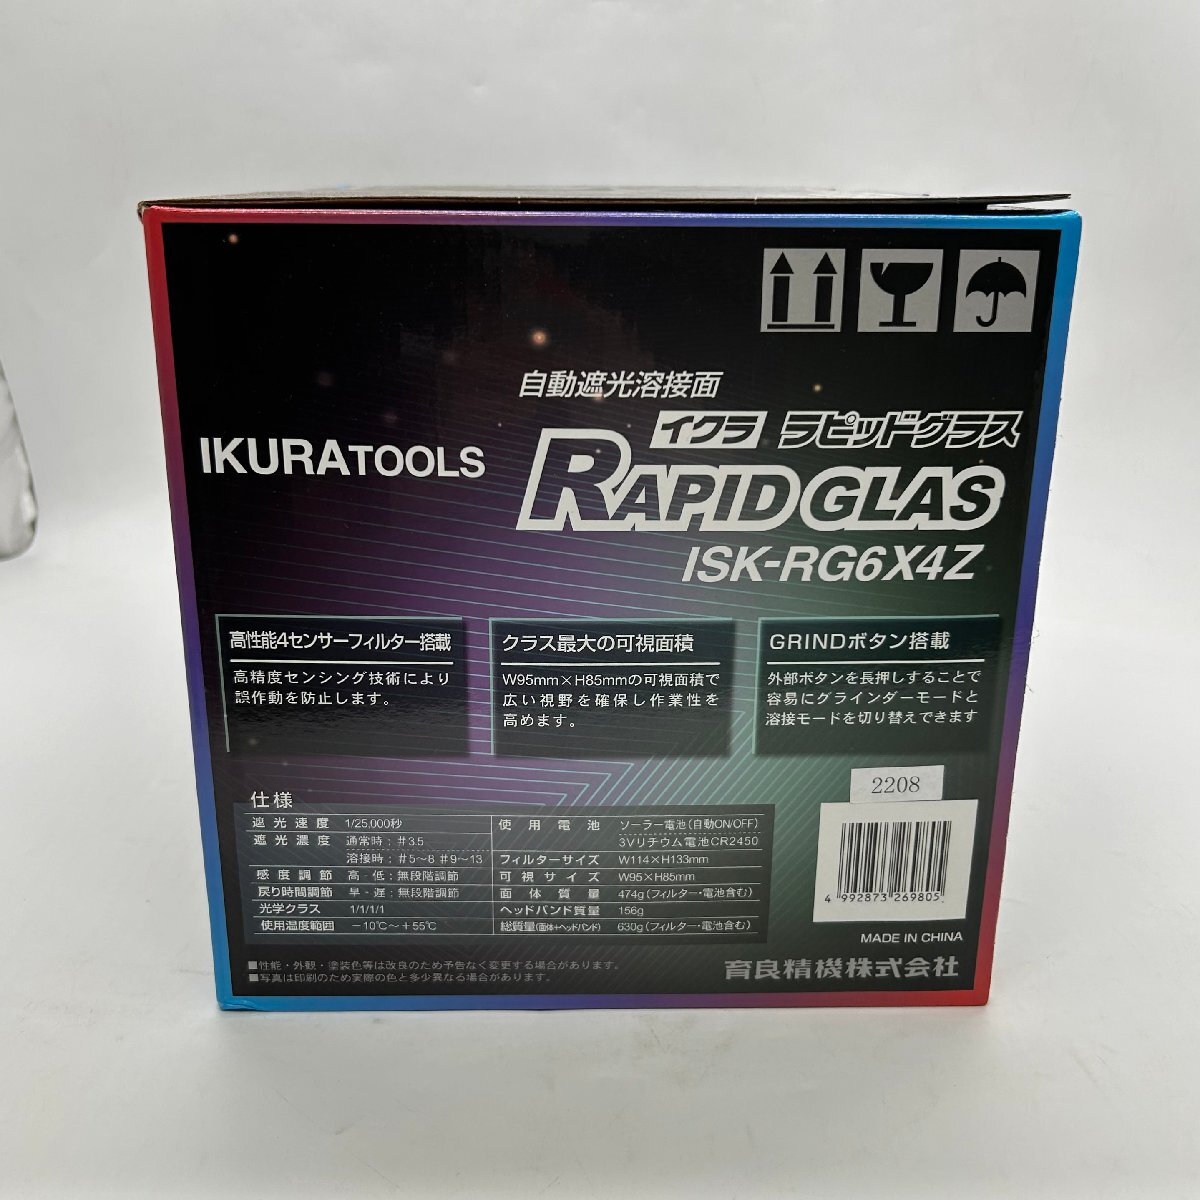 自動遮光溶接面
イクラ ラピッドグラス
IKURATOOLS
RAPID GLAS
ISK-RG6X4Z
高性能4センサーフィルター搭載
高精度センシング技術により
誤作動を防止します。
クラス最大の可視面積
W95mm×H85mmの可視面積で
広い視野を確保し作業性を
高めます。
GRINDボタン搭載
外部ボタンを長押しすることで
容易にグラインダーモードと
溶接モードを切り替えできます
仕様
遮光速度 1/25,000秒
遮光濃度 通常時：#3.5
溶接時：#5～8 #9～13
感度調節 高-低：無段階調節
戻り時間調節 早-遅：無段階調節
光学クラス 1/1/1/1
使用温度範囲 -10℃～+55℃
使用電池 ソーラー電池(自動ON/OFF)
3Vリチウム電池CR2450
フィルターサイズ W114×H133mm
可視サイズ W95×H85mm
面体質量 474g(フィルター・電池含む)
ヘッドバンド質量 156g
総質量(面体+ヘッドバンド) 630g(フィルター・電池含む)
■性能・外観・塗装色等は改良のため予告なく変更する場合があります。
■写真は印刷のため実際の色と多少異なる場合があります。
2208
4 992873 269805
MADE IN CHINA
育良精機株式会社